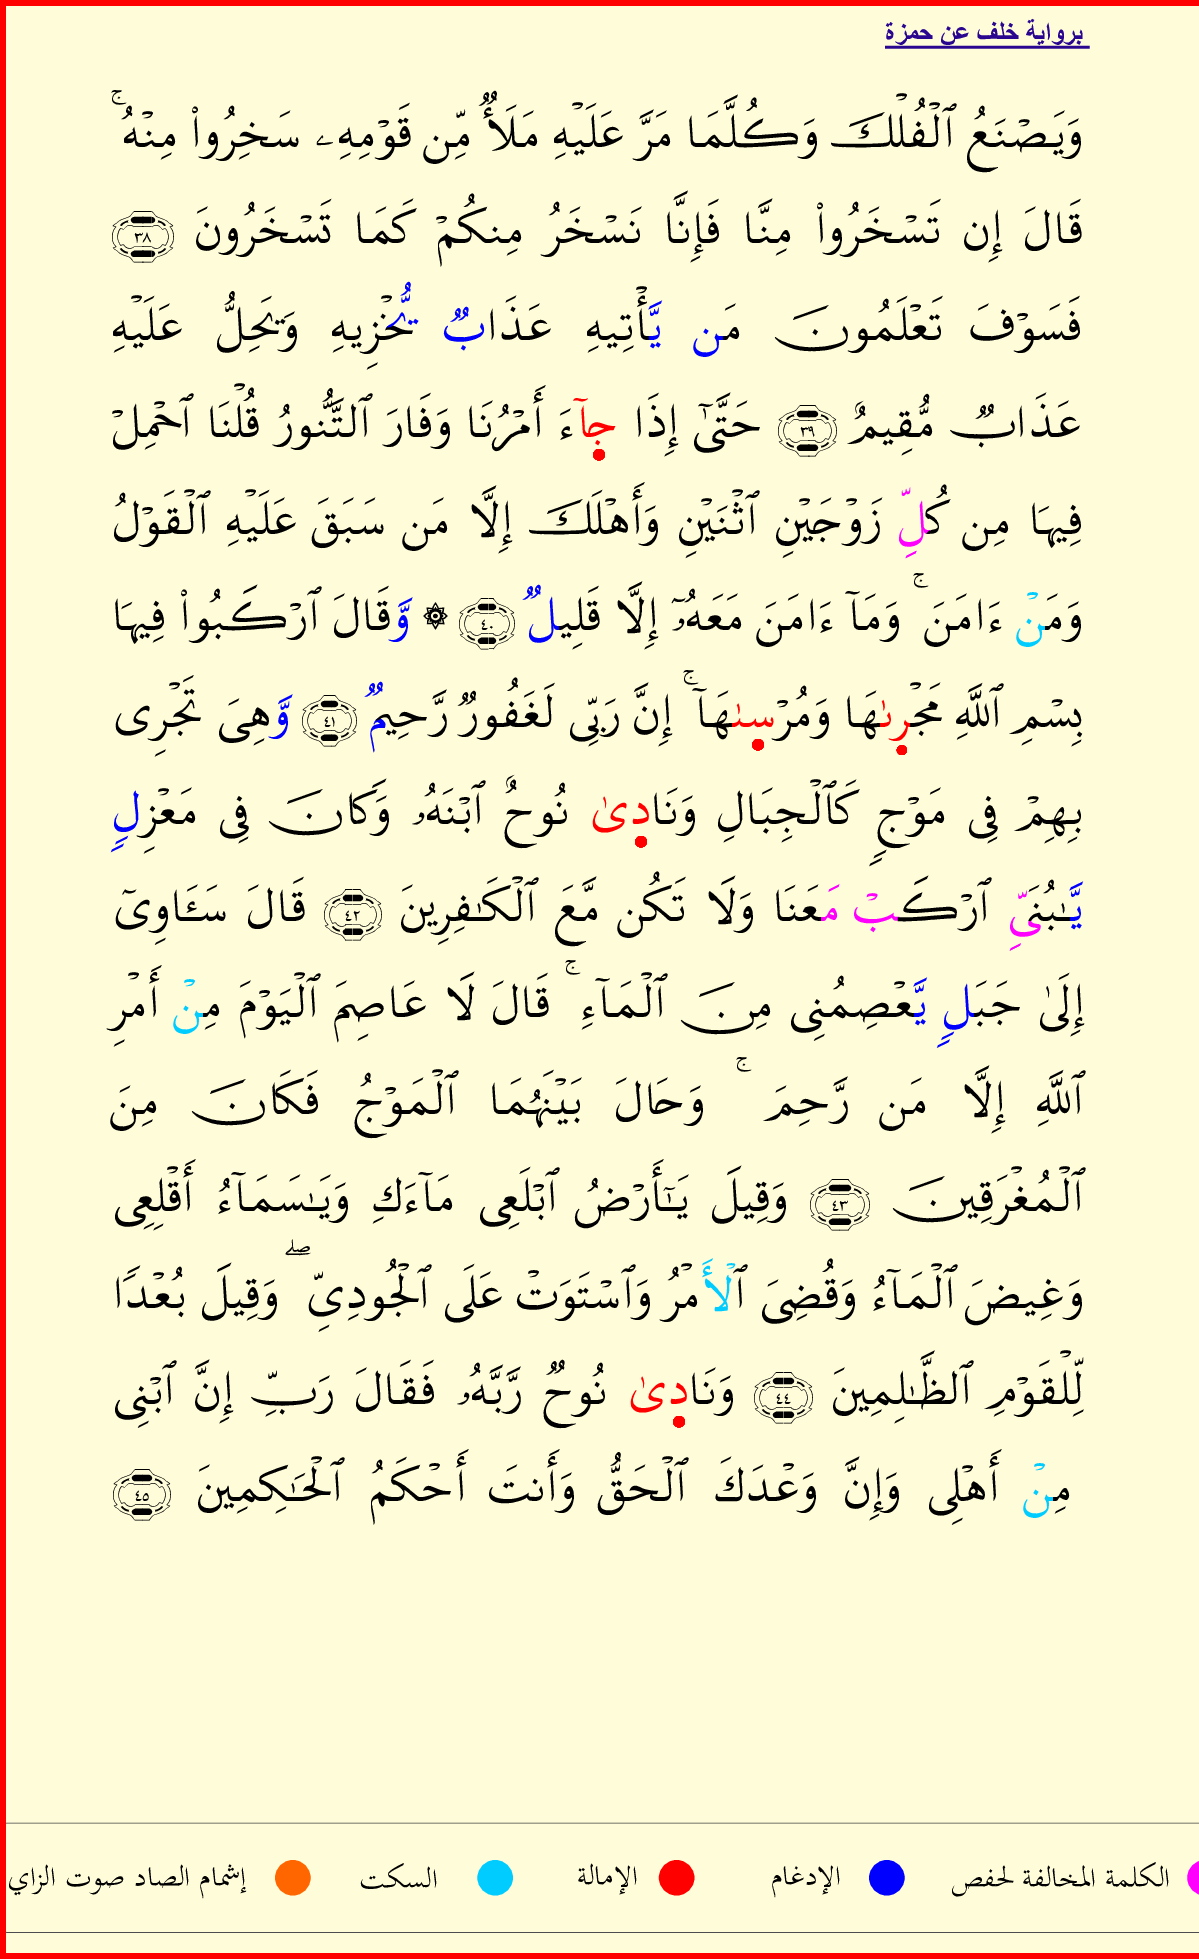 برواية خلف عن حمزة
وَيَصْنَعُ ٱلْفُلْكَ وَكُلَّمَا مَرَّ عَلَيْهِ مَلَأٌ مِّن قَوْمِهِۦ سَخِرُوا۟ مِنْهُ ۚ
قَالَ إِن تَسْخَرُوا۟ مِنَّا فَإِنَّا نَسْخَرُ مِنكُمْ كَمَا تَسْخَرُونَ ٣٨
فَسَوْفَ تَعْلَمُونَ مَن يَّأْتِيهِ عَذَابٌ يُّخْزِيهِ وَيَحِلُّ عَلَيْهِ
عَذَابٌ مُّقِيمٌ ٣٩ حَتَّىٰٓ إِذَا جآءَ أَمْرُنَا وَفَارَ ٱلتَّنُّورُ قُلْنَا ٱحْمِلْ
فِيهَا مِن كُلِّ زَوْجَيْنِ ٱثْنَيْنِ وَأَهْلَكَ إِلَّا مَن سَبَقَ عَلَيْهِ ٱلْقَوْلُ
وَمَنْ ءَامَنَ ۚ وَمَآ ءَامَنَ مَعَهُۥٓ إِلَّا قَلِيلٌ ٤٠ ۞ وَّقَالَ ٱرْكَبُوا۟ فِيهَا
بِسْمِ ٱللَّهِ مَجْرٜىٰهَا وَمُرْسٜىٰهَآ ۚ إِنَّ رَبِّى لَغَفُورٌ رَّحِيمٌ ٤١ وَّهِىَ تَجْرِى
بِهِمْ فِى مَوْجٍ كَٱلْجِبَالِ وَنَادٜىٰ نُوحٌ ٱبْنَهُۥ وَكَانَ فِى مَعْزِلٍ
يَّـٰبُنَىِّ ٱرْكَبْ مَعَنَا وَلَا تَكُن مَّعَ ٱلْكَـٰفِرِينَ ٤٢ قَالَ سَـَٔاوِىٓ
إِلَىٰ جَبَلٍ يَّعْصِمُنِى مِنَ ٱلْمَآءِ ۚ قَالَ لَا عَاصِمَ ٱلْيَوْمَ مِنْ أَمْرِ
ٱللَّهِ إِلَّا مَن رَّحِمَ ۚ وَحَالَ بَيْنَهُمَا ٱلْمَوْجُ فَكَانَ مِنَ
ٱلْمُغْرَقِينَ ٤٣ وَقِيلَ يَـٰٓأَرْضُ ٱبْلَعِى مَآءَكِ وَيَـٰسَمَآءُ أَقْلِعِى
وَغِيضَ ٱلْمَآءُ وَقُضِىَ ٱلْأَمْرُ وَٱسْتَوَتْ عَلَى ٱلْجُودِىِّ ۖ وَقِيلَ بُعْدًا
لِّلْقَوْمِ ٱلظَّـٰلِمِينَ ٤٤ وَنَادٜىٰ نُوحٌ رَّبَّهُۥ فَقَالَ رَبِّ إِنَّ ٱبْنِى
مِنْ أَهْلِى وَإِنَّ وَعْدَكَ ٱلْحَقُّ وَأَنتَ أَحْكَمُ ٱلْحَـٰكِمِينَ ٤٥
الكلمة المخالفة لحفص الإدغام الإمالة السكت إشمام الصاد صوت الزاي